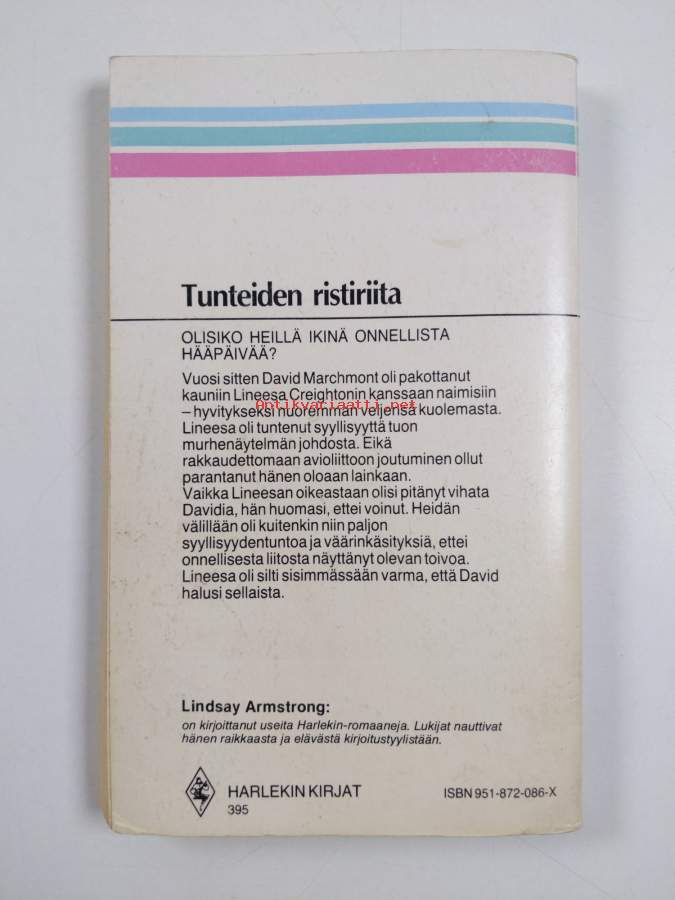 Tunteiden ristiriita
OLISIKO HEILLÄ IKINÄ ONNELLISTA
HÄÄPÄIVÄÄ?
Vuosi sitten David Marchmont oli pakottanut
kauniin Lineesa Creightonin kanssaan naimisiin
– hyvitykseksi nuoremman veljensä kuolemasta.
Antikvariaatti.net
Lineesa oli tuntenut syyllisyyttä tuon
murhenäytelmän johdosta. Eikä
rakkaudettomaan avioliittoon joutuminen ollut
parantanut hänen oloaan lainkaan.
Vaikka Lineesan oikeastaan olisi pitänyt vihata
Davidia, hän huomasi, ettei voinut. Heidän
välillään oli kuitenkin niin paljon
syyllisyydentuntoa ja väärinkäsityksiä, ettei
onnellisesta liitosta näyttänyt olevan toivoa.
Lineesa oli silti sisimmässään varma, että David
halusi sellaista.
Lindsay Armstrong:
on kirjoittanut useita Harlekin-romaaneja. Lukijat nauttivat
hänen raikkaasta ja elävästä kirjoitustyylistään.
HARLEKIN KIRJAT
395
ISBN 951-872-086-X